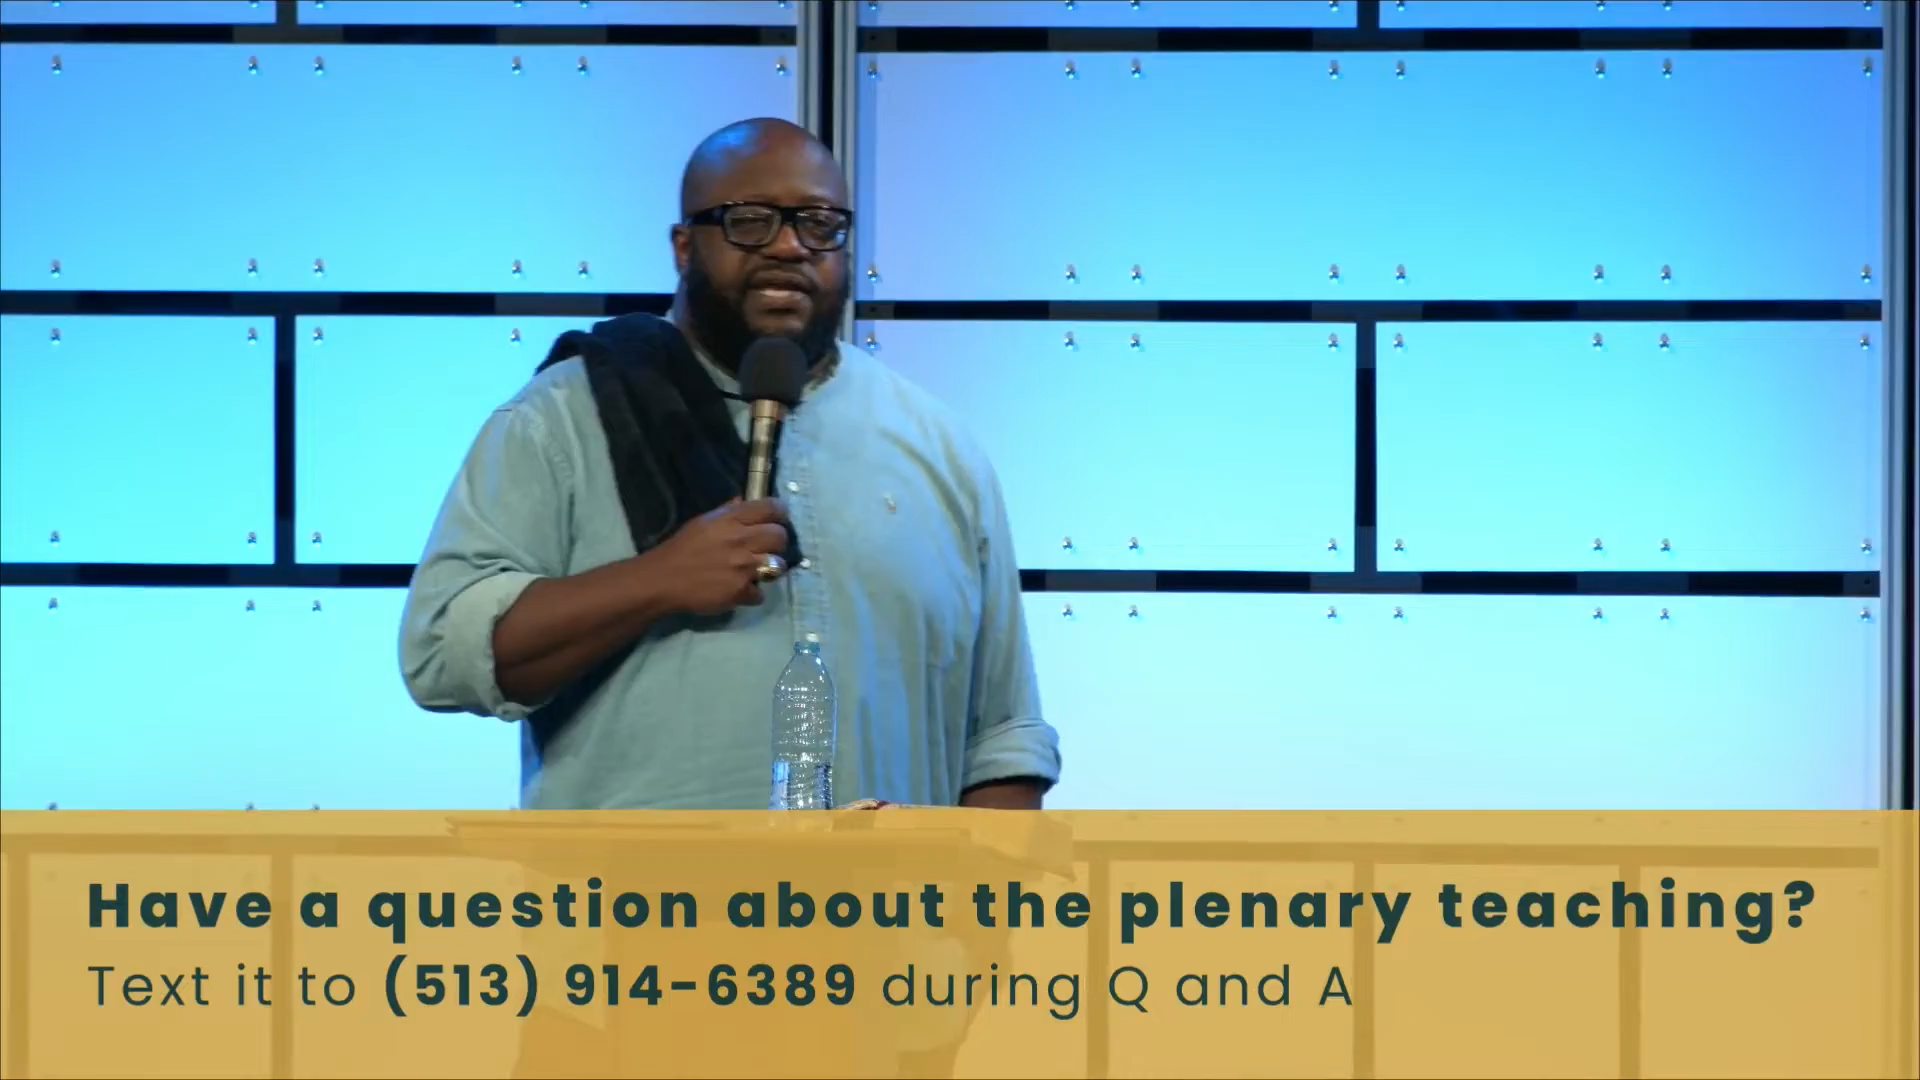 Have a question about the plenary teaching?
Text it to (513) 914-6389 during Q and A